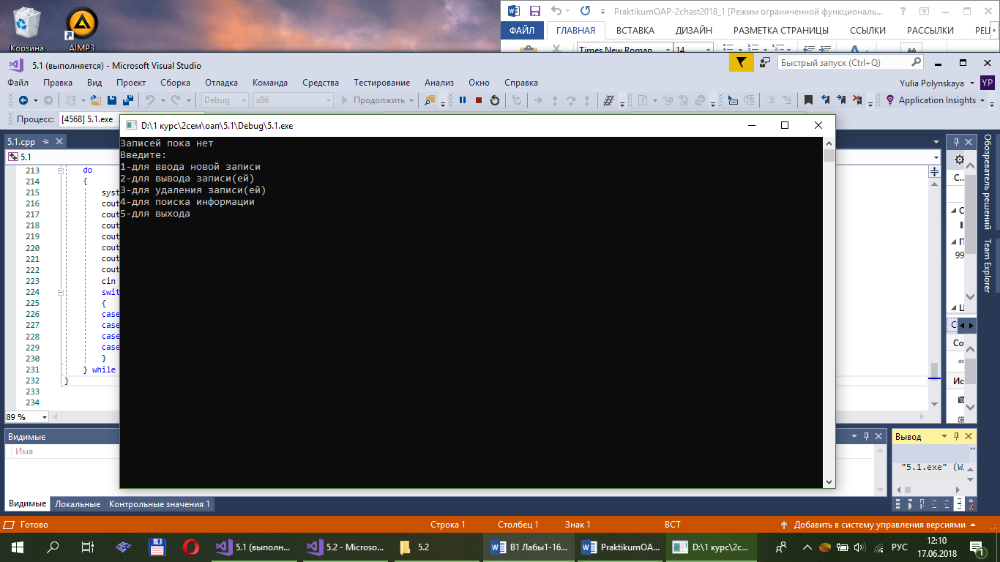 Корзина
AIMP3
PraktikumOAP-2chast2018_1 [Режим ограниченной функциональ...
ФАЙЛ ГЛАВНАЯ ВСТАВКА ДИЗАЙН РАЗМЕТКА СТРАНИЦЫ ССЫЛКИ РАССЫЛКИ РЕЦ
Times New Roman 14
5.1 (выполняется) - Microsoft Visual Studio
Быстрый запуск (Ctrl+Q)
Файл Правка Вид Проект Сборка Отладка Команда Средства Тестирование Анализ Окно Справка
Yulia Polynskaya YP
Debug x86 Продолжить Application Insights
Процесс: [4568] 5.1.exe
D:\1 курс\2сем\оап\5.1\Debug\5.1.exe
Записей пока нет
Введите:
1-для ввода новой записи
2-для вывода записи(ей)
3-для удаления записи(ей)
4-для поиска информации
5-для выхода
5.1.cpp
5.1
213 do
214 {
215 syst
216 cout
217 cout
218 cout
219 cout
220 cout
221 cout
222 cout
223 cin
224 swit
225 {
226 case
227 case
228 case
229 case
230 }
231 } while
232 }
233
234
89 %
Обозреватель решений
Team Explorer
С...
99
Со
Ис
Видимые
Имя
Видимые Локальные Контрольные значения 1
Вывод
"5.1.exe" (W
Готово Строка 1 Столбец 1 Знак 1 ВСТ Добавить в систему управления версиями
5.1 (выполн... 5.2 - Microso... 5.2 В1 Лабы1-16... PraktikumOA... D:\1 курс\2с...
РУС
12:10
17.06.2018
1